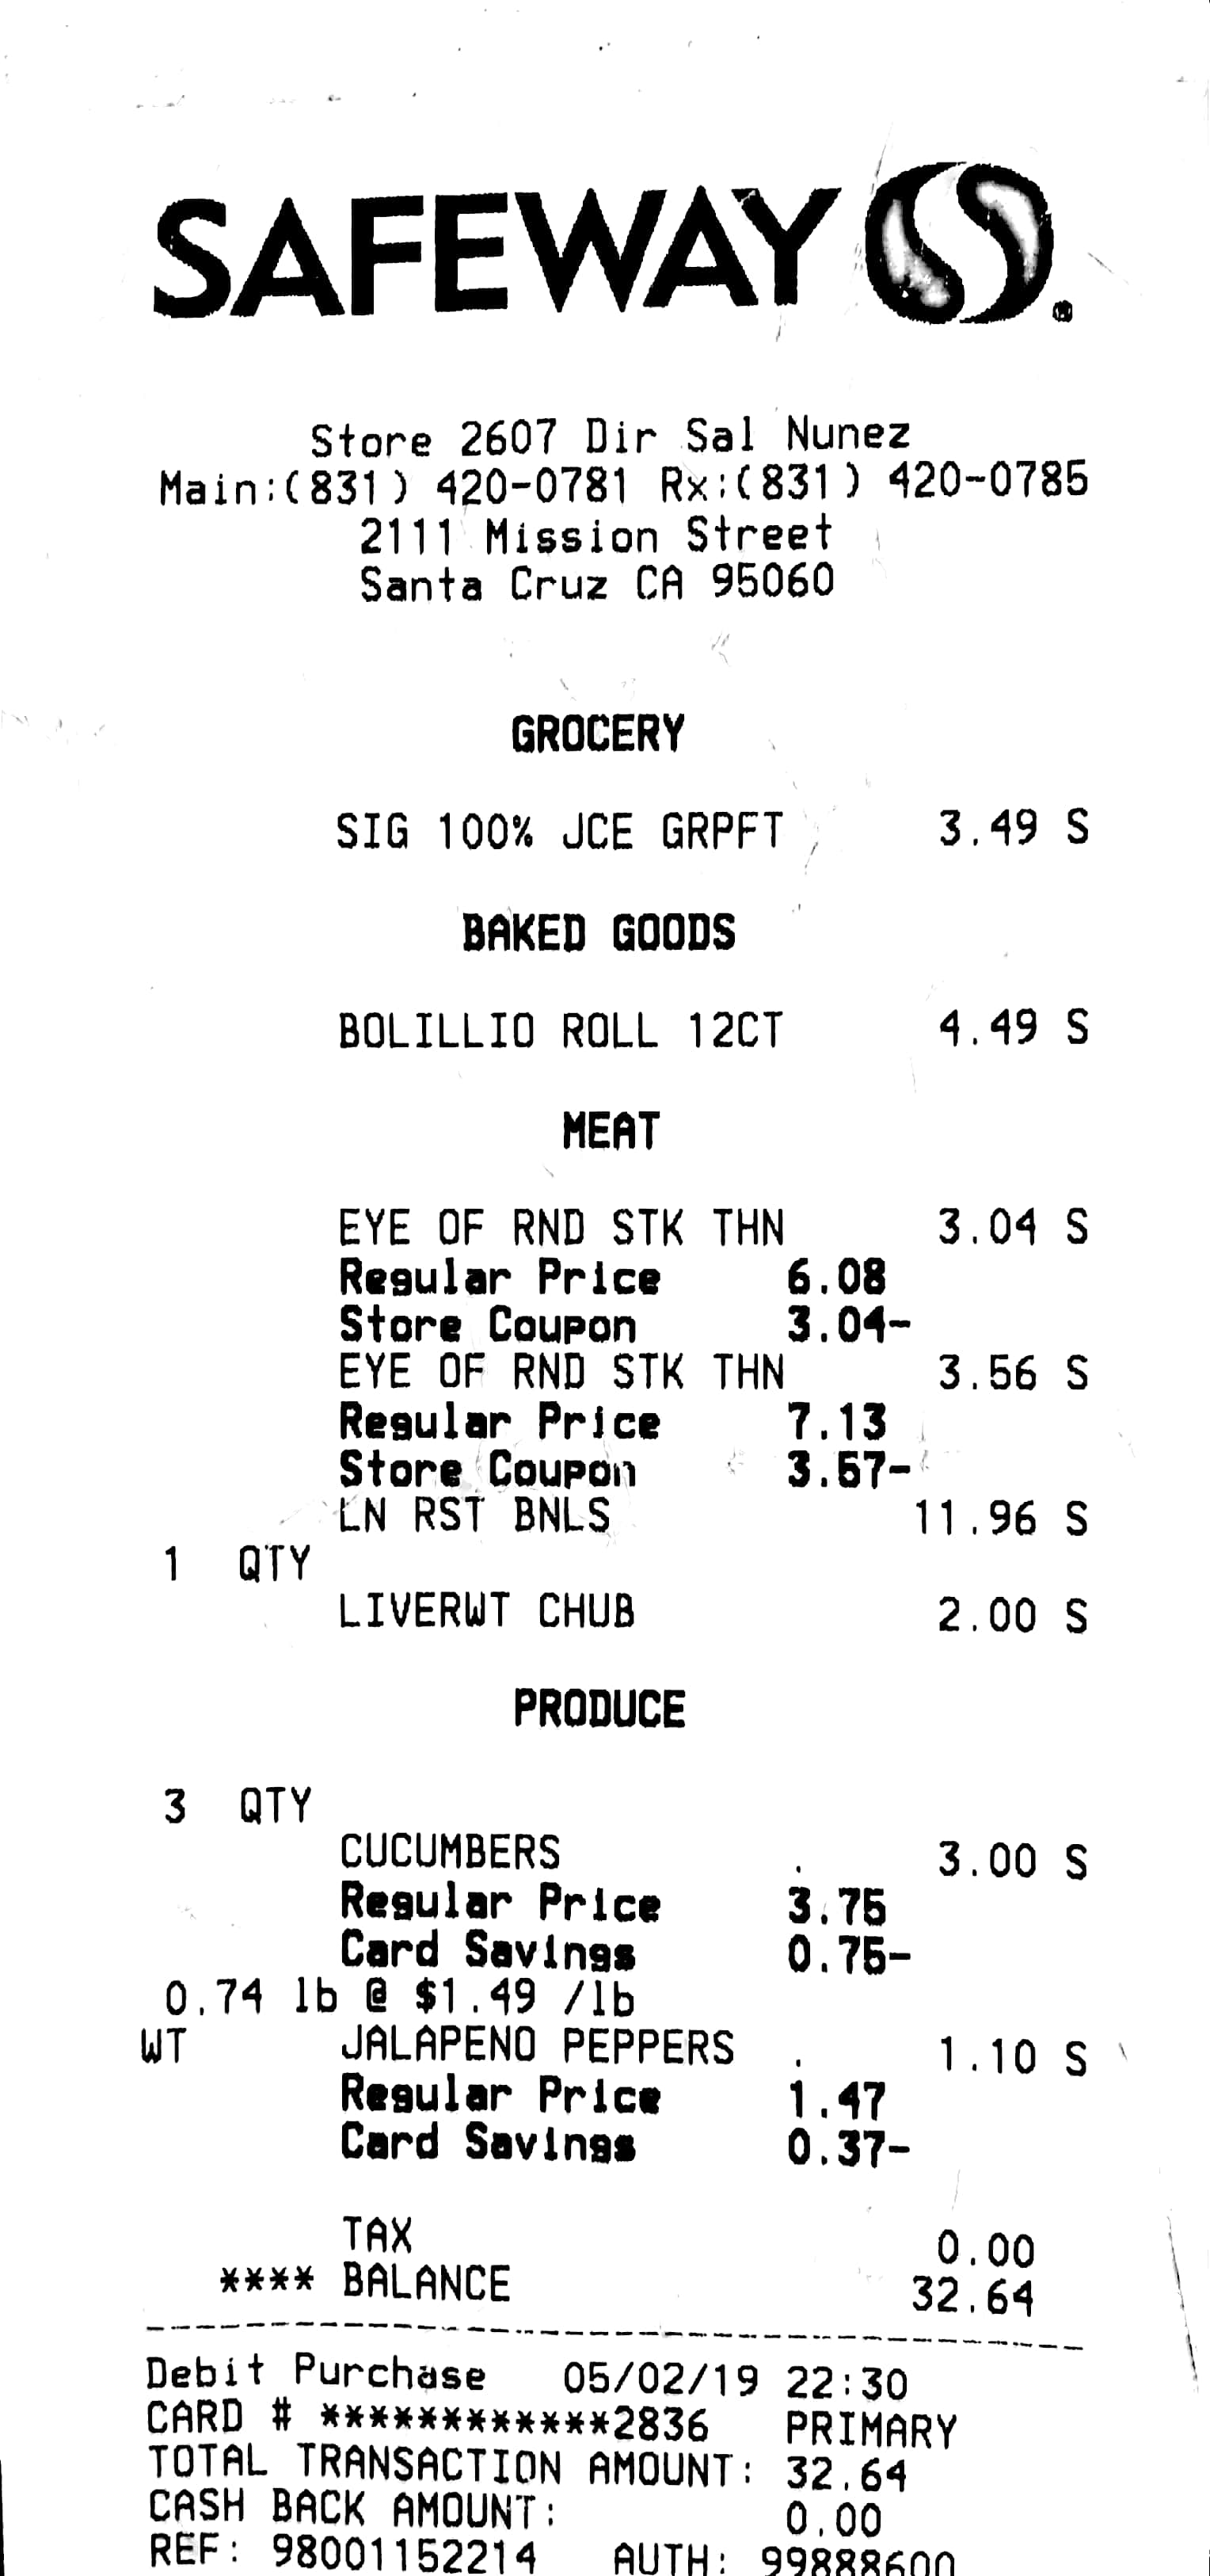 SAFEWAY
Store 2607 Dir Sal Nunez
Main:(831) 420-0781 Rx:(831) 420-0785
2111 Mission Street
Santa Cruz CA 95060
GROCERY
SIG 100% JCE GRPFT 3.49 S
BAKED GOODS
BOLILLIO ROLL 12CT 4.49 S
MEAT
EYE OF RND STK THN 3.04 S
Regular Price 6.08
Store Coupon 3.04-
EYE OF RND STK THN 3.56 S
Regular Price 7.13
Store Coupon 3.57-
LN RST BNLS 11.96 S
1 QTY
LIVERWT CHUB 2.00 S
PRODUCE
3 QTY
CUCUMBERS 3.00 S
Regular Price 3.75
Card Savings 0.75-
0.74 lb @ $1.49 /lb
WT JALAPENO PEPPERS 1.10 S
Regular Price 1.47
Card Savings 0.37-
TAX 0.00
**** BALANCE 32.64
Debit Purchase 05/02/19 22:30
CARD # ************2836 PRIMARY
TOTAL TRANSACTION AMOUNT: 32.64
CASH BACK AMOUNT: 0.00
REF: 98001152214 AUTH: 99888600